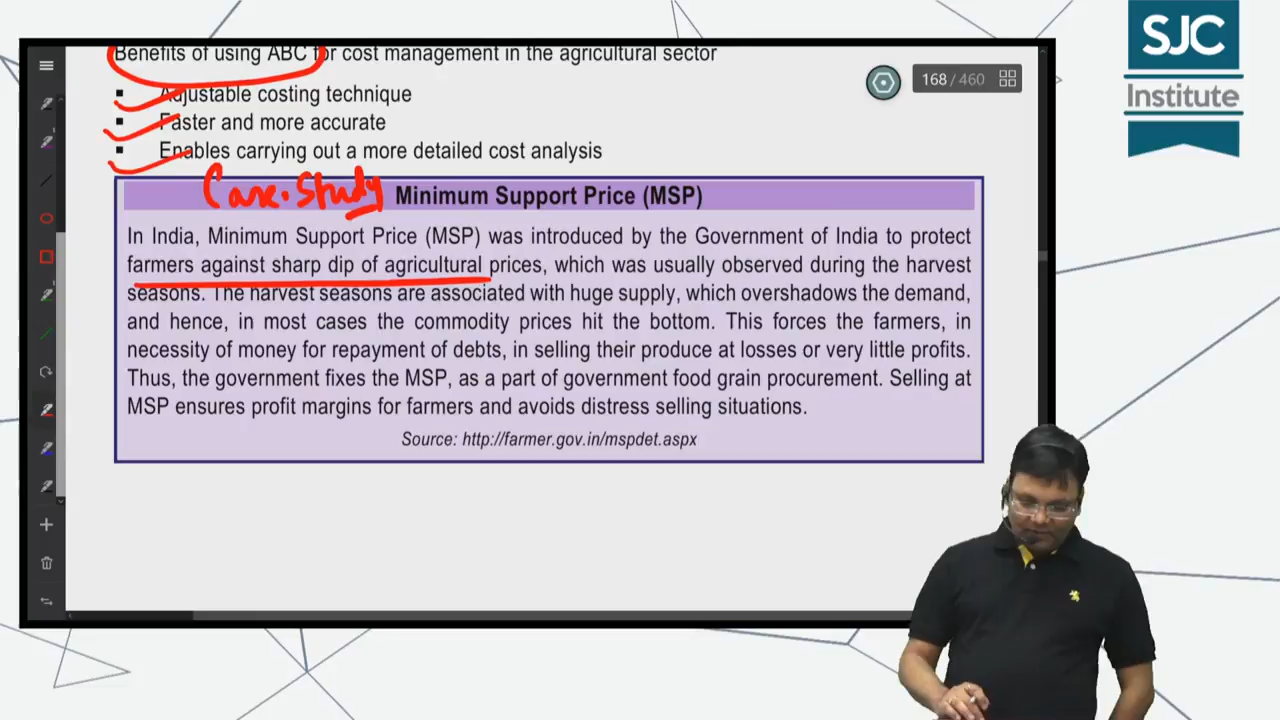 SJC
Institute
168 / 460
Benefits of using ABC for cost management in the agricultural sector
▪ Adjustable costing technique
▪ Faster and more accurate
▪ Enables carrying out a more detailed cost analysis
Case Study Minimum Support Price (MSP)
In India, Minimum Support Price (MSP) was introduced by the Government of India to protect
farmers against sharp dip of agricultural prices, which was usually observed during the harvest
seasons. The harvest seasons are associated with huge supply, which overshadows the demand,
and hence, in most cases the commodity prices hit the bottom. This forces the farmers, in
necessity of money for repayment of debts, in selling their produce at losses or very little profits.
Thus, the government fixes the MSP, as a part of government food grain procurement. Selling at
MSP ensures profit margins for farmers and avoids distress selling situations.
Source: http://farmer.gov.in/mspdet.aspx